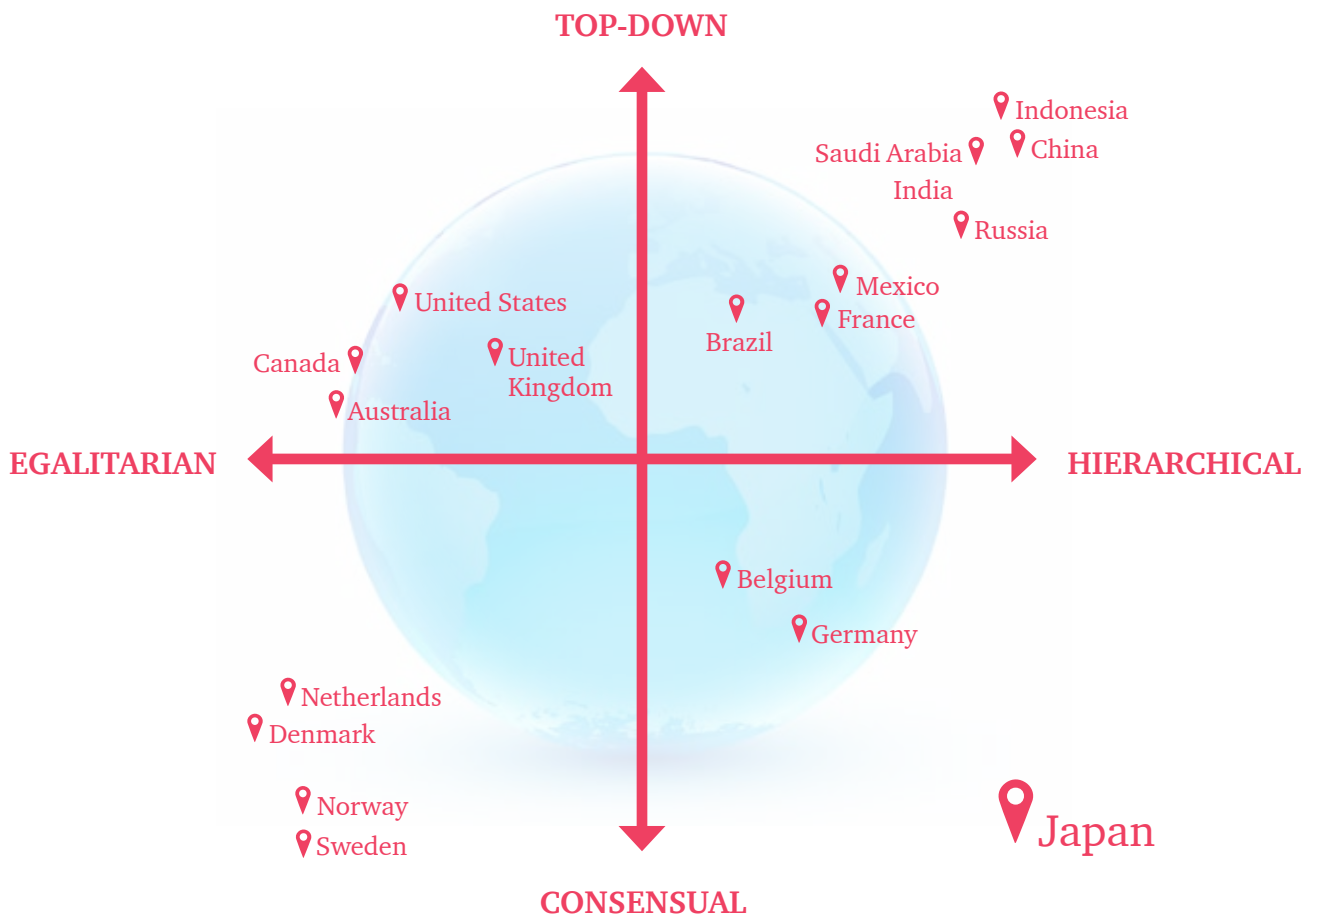 TOP-DOWN
Indonesia
China
Saudi Arabia
India
Russia
Mexico
United States
France
Brazil
United
Kingdom
Canada
Australia
EGALITARIAN
HIERARCHICAL
Belgium
Germany
Netherlands
Denmark
Norway
Japan
Sweden
CONSENSUAL